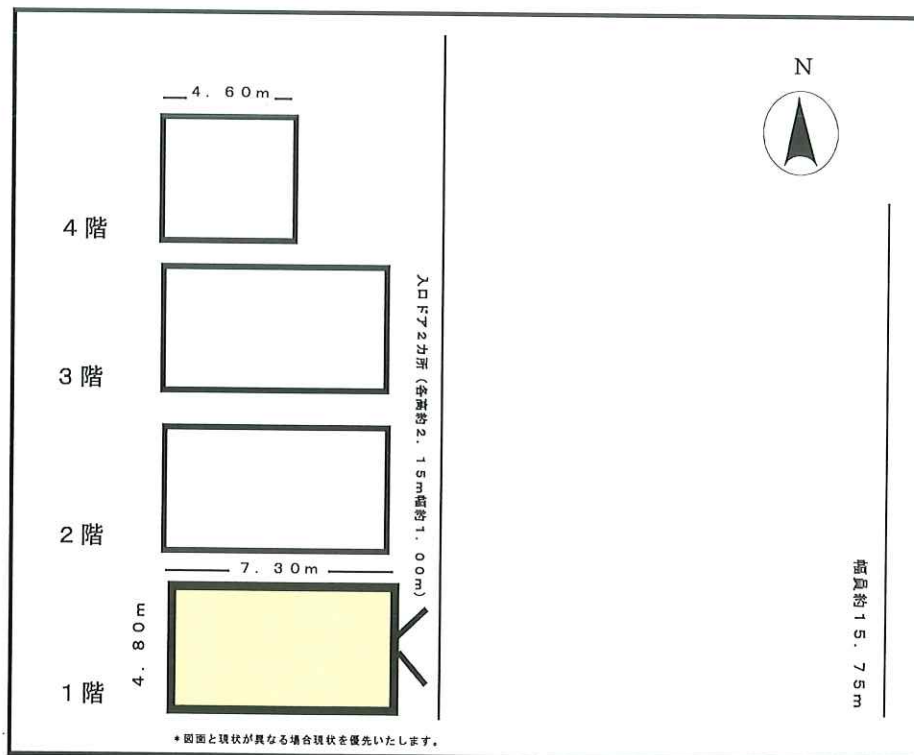 N
4．60m
4階
3階
2階
7．30m
4．80m
1階
入口ドア2カ所（各高約2．15m幅約1．00m）
幅員約15．75m
*図面と現状が異なる場合現状を優先いたします。